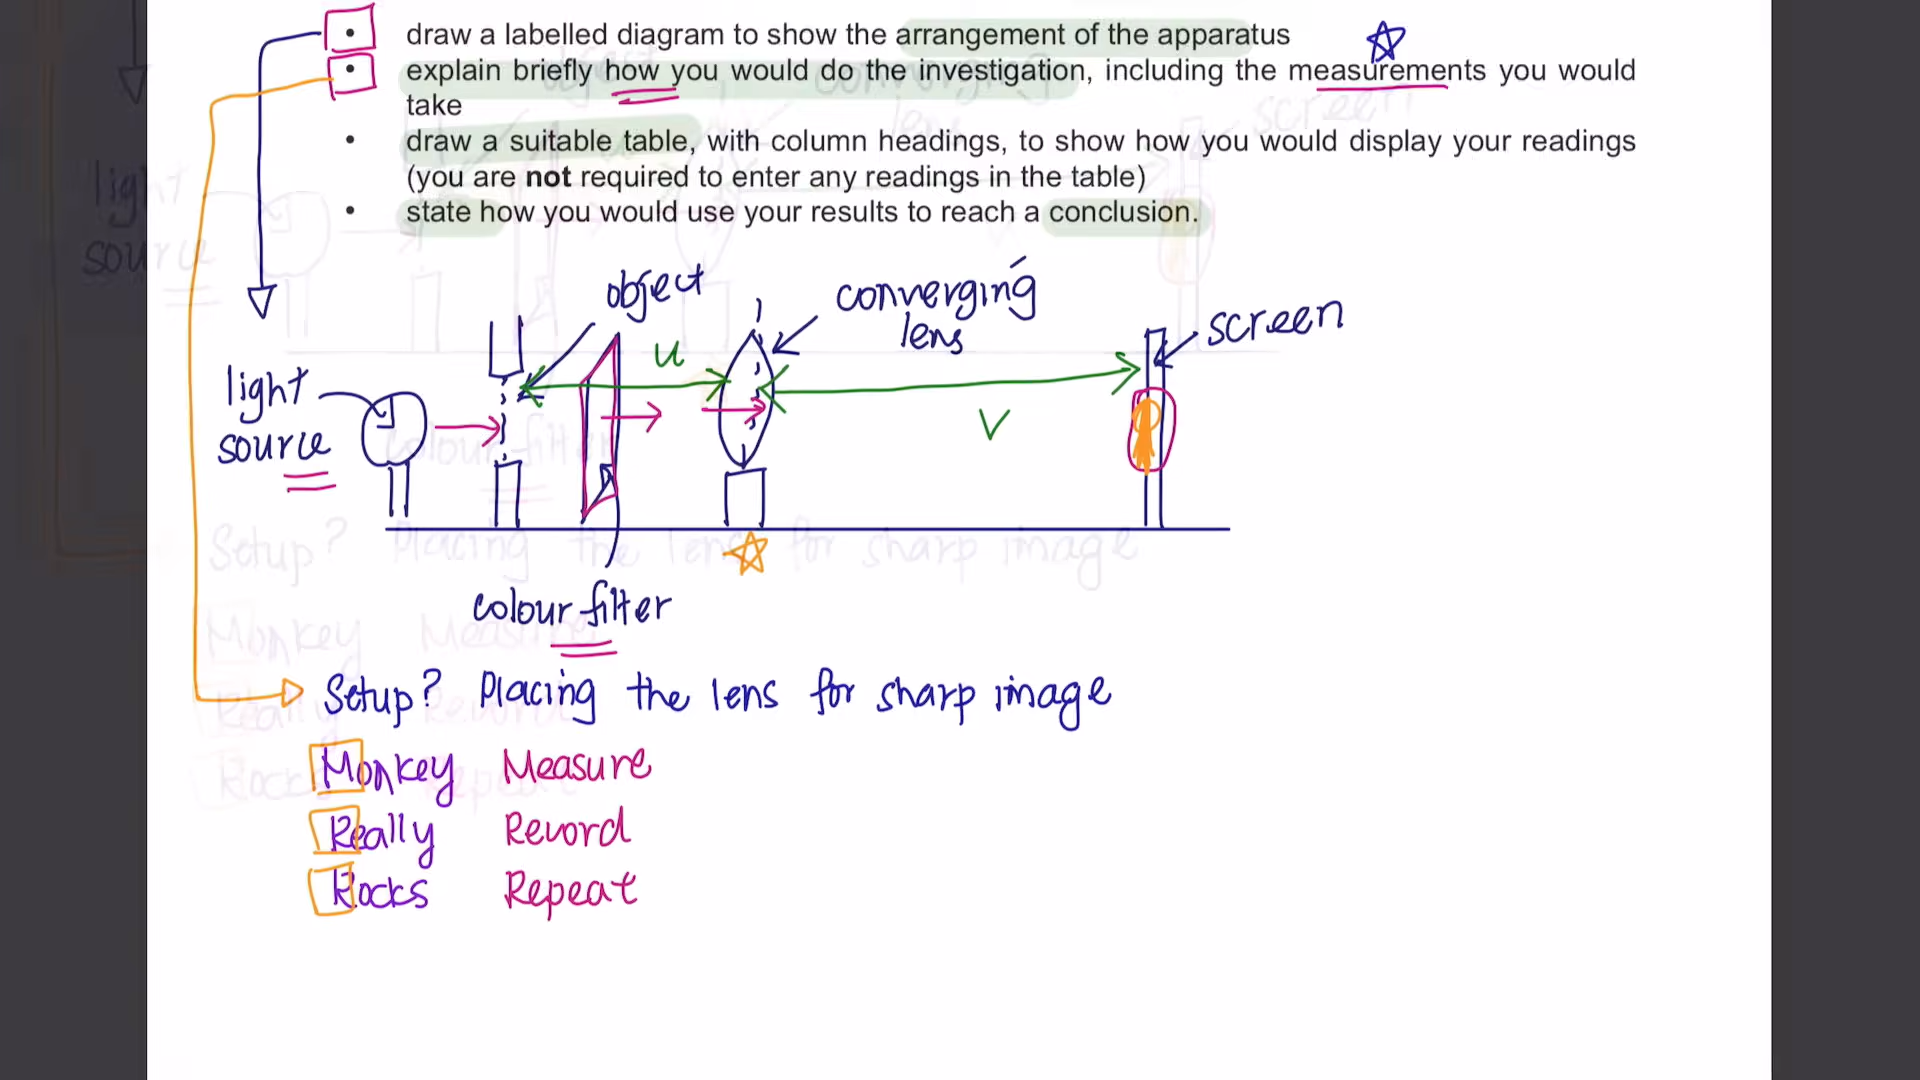 • draw a labelled diagram to show the arrangement of the apparatus
• explain briefly how you would do the investigation, including the measurements you would
take
• draw a suitable table, with column headings, to show how you would display your readings
(you are not required to enter any readings in the table)
• state how you would use your results to reach a conclusion.
object
converging
lens
screen
u
light
source
V
colour filter
Setup? Placing the lens for sharp image
Monkey Measure
Really Record
Rocks Repeat